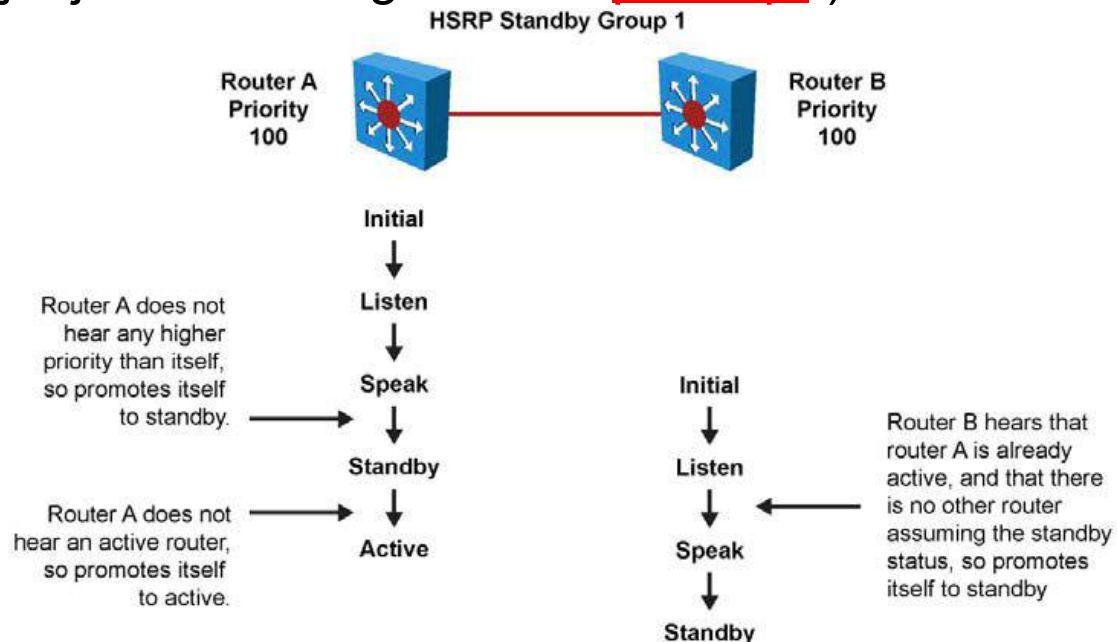 HSRP Standby Group 1
Router A
Priority
100
Router B
Priority
100
Initial
Listen
Speak
Standby
Active
Router A does not
hear any higher
priority than itself,
so promotes itself
to standby.
Router A does not
hear an active router,
so promotes itself
to active.
Initial
Listen
Speak
Standby
Router B hears that
router A is already
active, and that there
is no other router
assuming the standby
status, so promotes
itself to standby